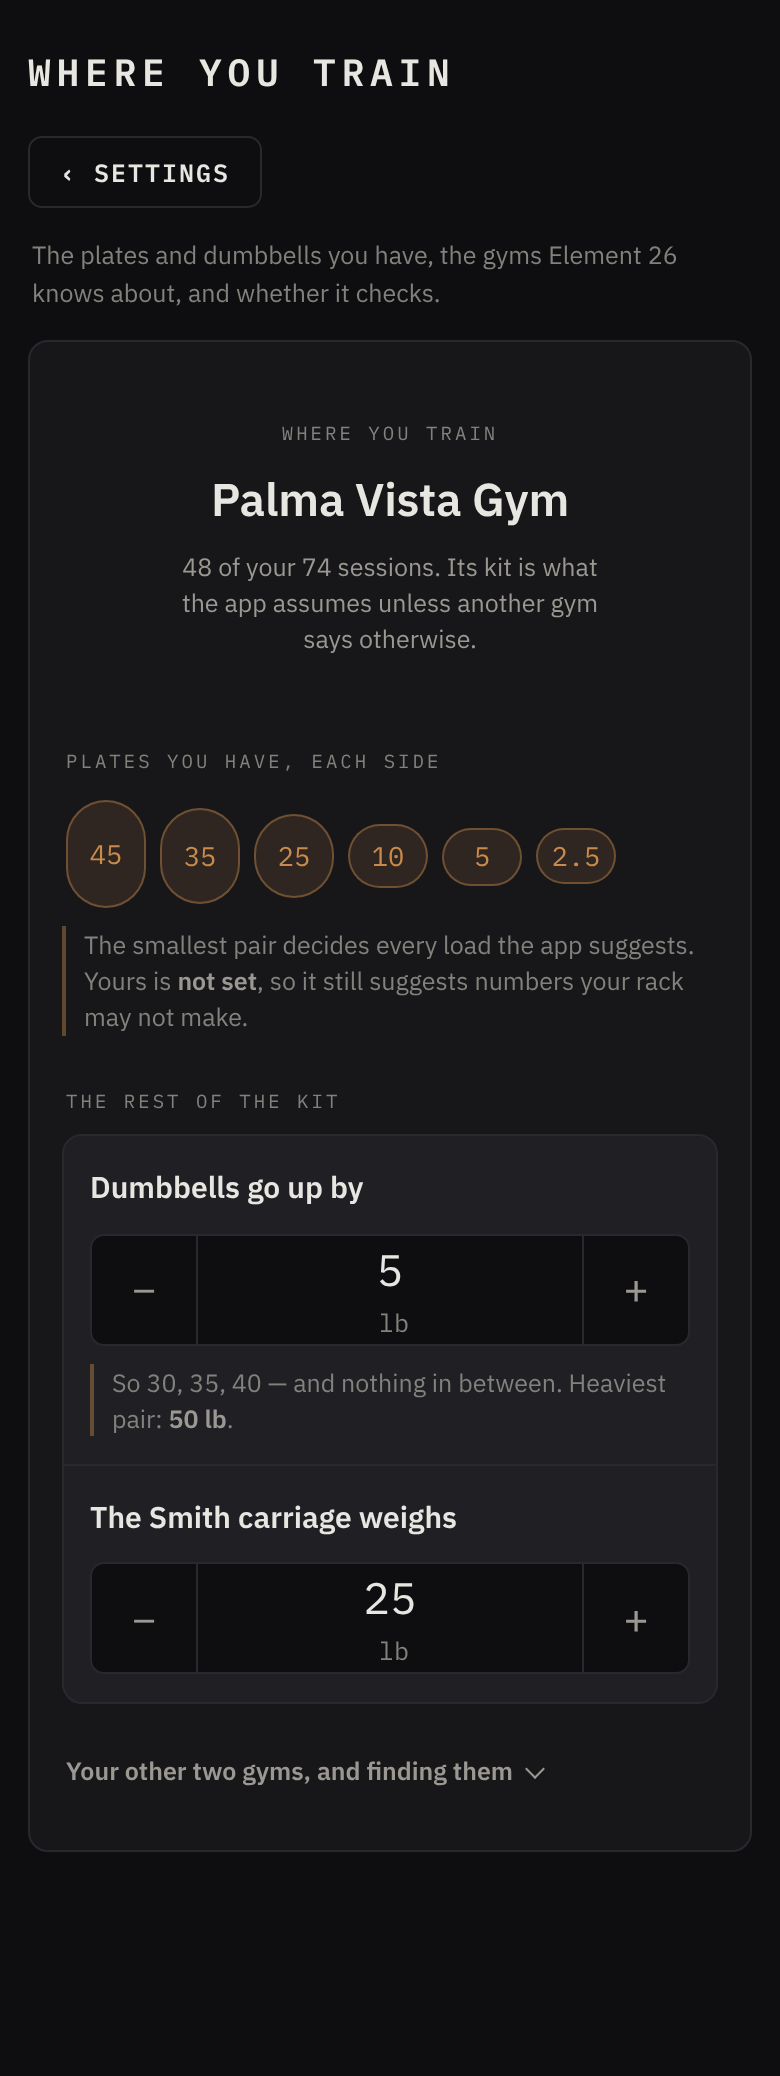 WHERE YOU TRAIN
‹ SETTINGS
The plates and dumbbells you have, the gyms Element 26
knows about, and whether it checks.
WHERE YOU TRAIN
Palma Vista Gym
48 of your 74 sessions. Its kit is what
the app assumes unless another gym
says otherwise.
PLATES YOU HAVE, EACH SIDE
45 35 25 10 5 2.5
The smallest pair decides every load the app suggests.
Yours is not set, so it still suggests numbers your rack
may not make.
THE REST OF THE KIT
Dumbbells go up by
− 5 +
lb
So 30, 35, 40 — and nothing in between. Heaviest
pair: 50 lb.
The Smith carriage weighs
− 25 +
lb
Your other two gyms, and finding them